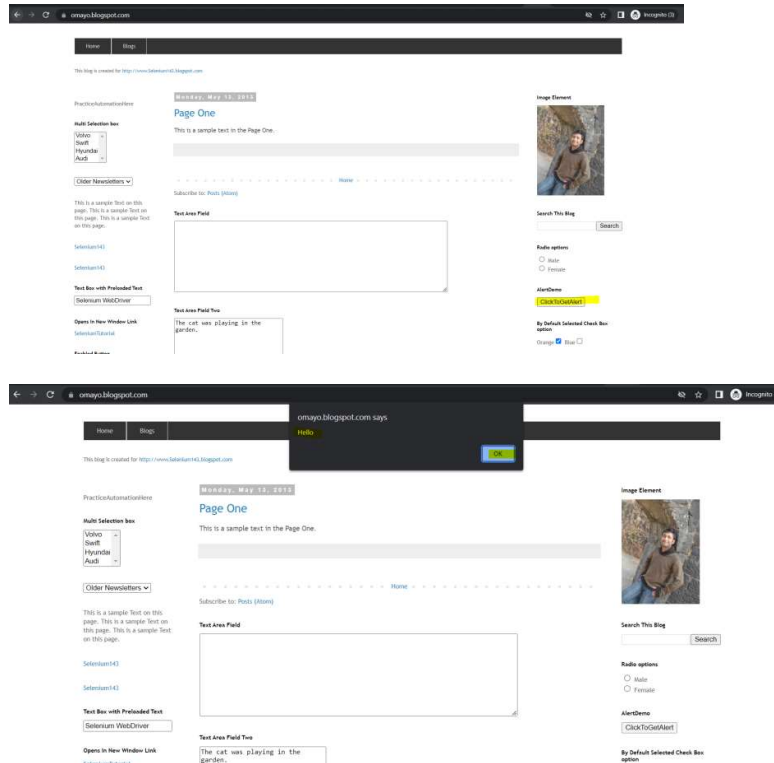 omayo.blogspot.com
Incognito (3)
Home Blogs
This blog is created for http://www.Selenium143.blogspot.com
PracticeAutomationHere
Multi Selection box
Volvo
Swift
Hyundai
Audi
Older Newsletters
This is a sample Text on this
page. This is a sample Text on
this page. This is a sample Text
on this page.
Selenium143
Selenium143
Text Box with Preloaded Text
Selenium WebDriver
Opens in New Window Link
SeleniumTutorial
Enabled Button
Monday, May 13, 2013
Page One
This is a sample text in the Page One.
Home
Subscribe to: Posts (Atom)
Text Area Field
Text Area Field Two
The cat was playing in the
garden.
Image Element
Search This Blog
Search
Radio options
Male
Female
AlertDemo
ClickToGetAlert
By Default Selected Check Box
option
Orange Blue
omayo.blogspot.com
Incognito
omayo.blogspot.com says
Hello
OK
Home Blogs
This blog is created for http://www.Selenium143.blogspot.com
PracticeAutomationHere
Multi Selection box
Volvo
Swift
Hyundai
Audi
Older Newsletters
This is a sample Text on this
page. This is a sample Text on
this page. This is a sample Text
on this page.
Selenium143
Selenium143
Text Box with Preloaded Text
Selenium WebDriver
Opens in New Window Link
Monday, May 13, 2013
Page One
This is a sample text in the Page One.
Home
Subscribe to: Posts (Atom)
Text Area Field
Text Area Field Two
The cat was playing in the
garden.
Image Element
Search This Blog
Search
Radio options
Male
Female
AlertDemo
ClickToGetAlert
By Default Selected Check Box
option